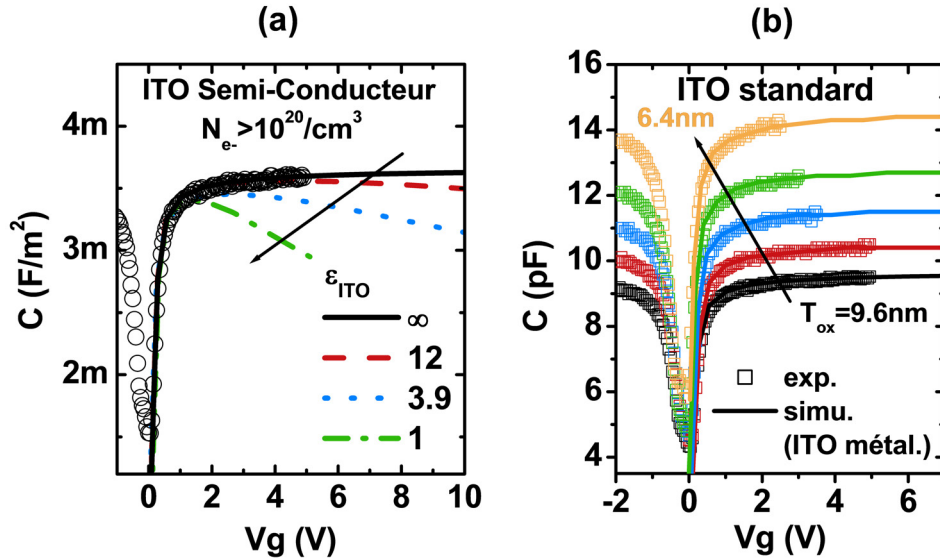 (a)
ITO Semi-Conducteur
N_e- >10^20/cm^3
4m
3m
2m
C (F/m^2)
ε_ITO
∞
12
3.9
1
0 2 4 6 8 10
Vg (V)
(b)
ITO standard
6.4nm
14
12
10
8
6
4
C (pF)
T_ox=9.6nm
exp.
simu.
(ITO métal.)
-2 0 2 4 6
Vg (V)